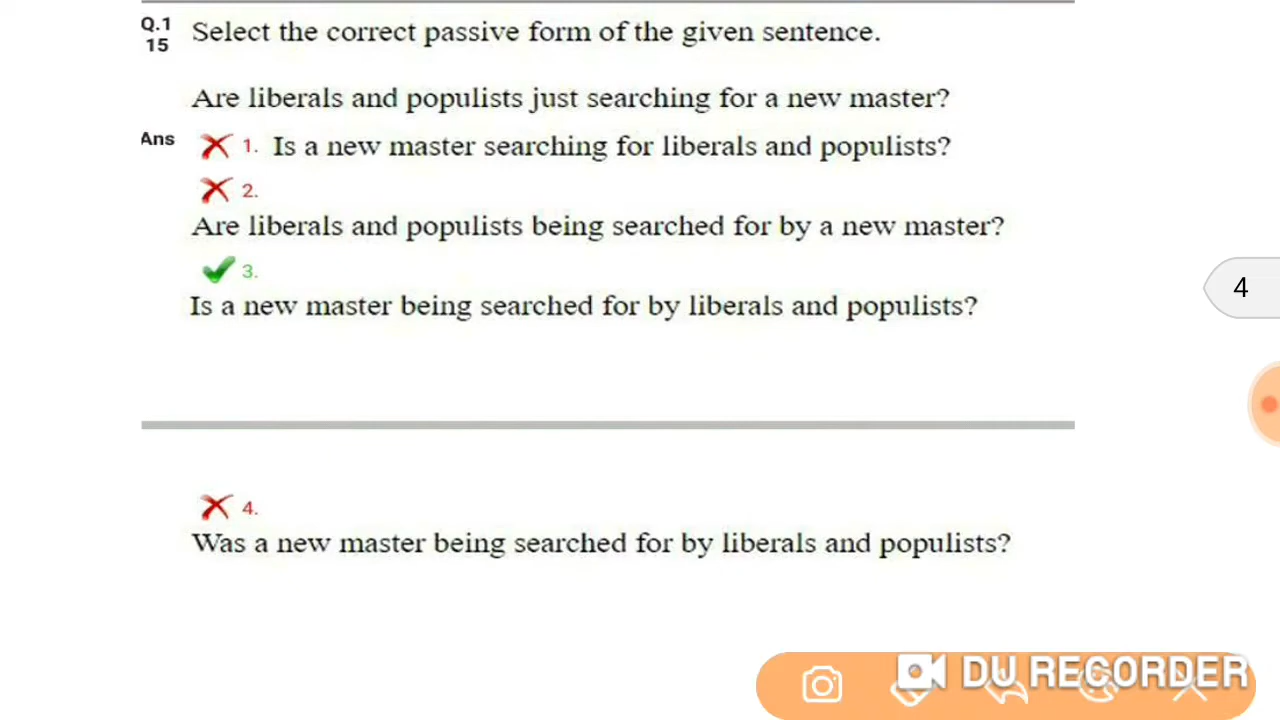 Q.1
15
Select the correct passive form of the given sentence.
Are liberals and populists just searching for a new master?
Ans
1. Is a new master searching for liberals and populists?
2.
Are liberals and populists being searched for by a new master?
3.
Is a new master being searched for by liberals and populists?
4
4.
Was a new master being searched for by liberals and populists?
DU RECORDER